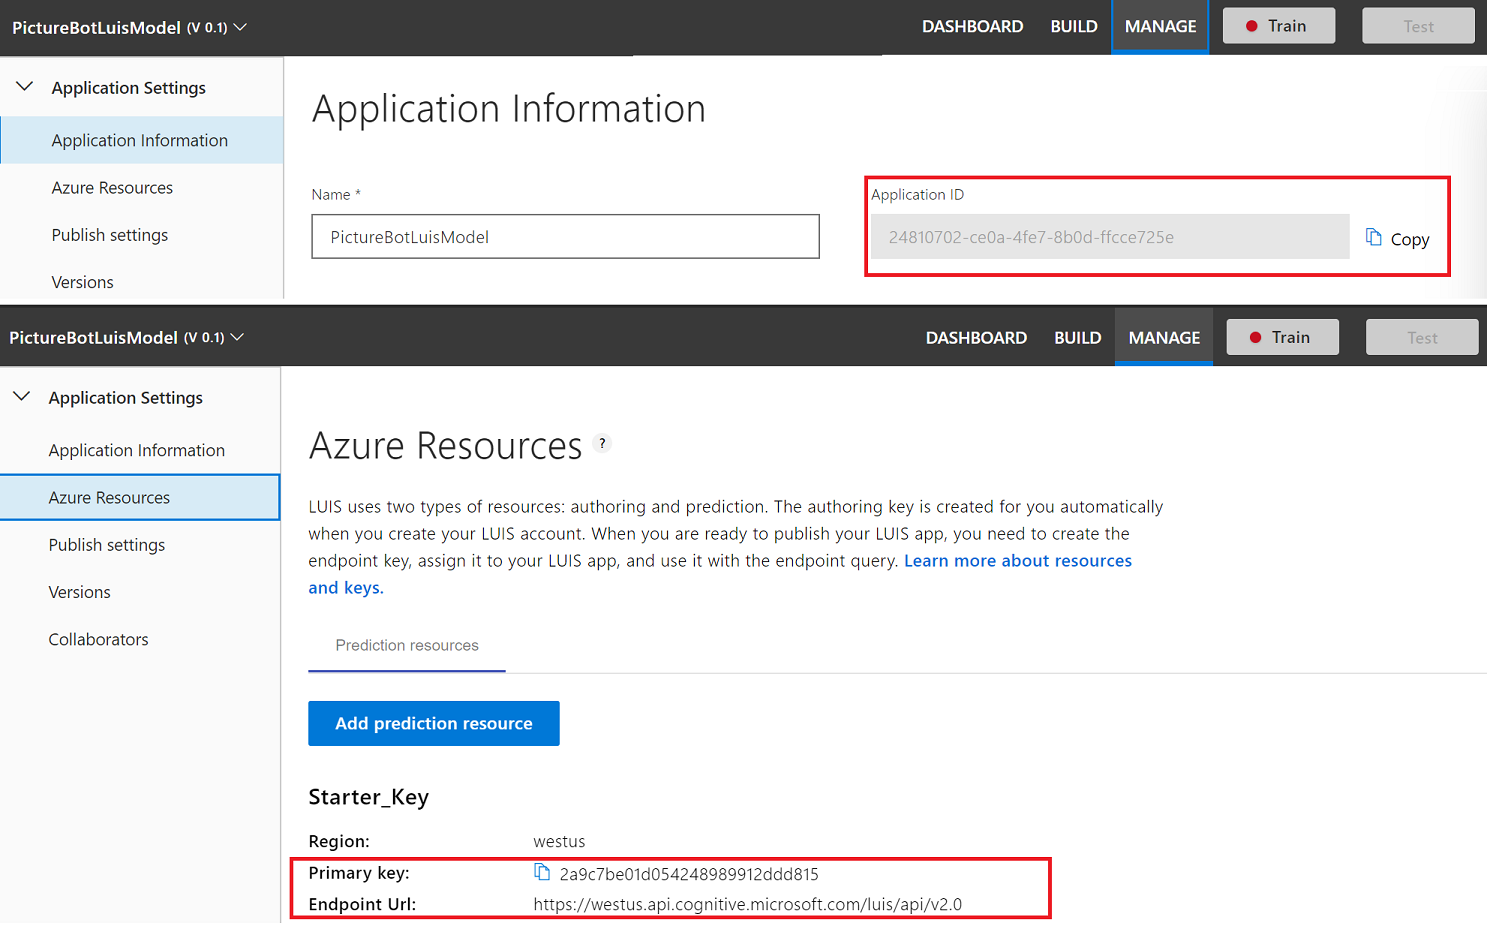 PictureBotLuisModel (V 0.1)
DASHBOARD BUILD MANAGE Train Test
Application Settings
Application Information
Azure Resources
Publish settings
Versions
Application Information
Name *
PictureBotLuisModel
Application ID
24810702-ce0a-4fe7-8b0d-ffcce725e Copy
PictureBotLuisModel (V 0.1)
DASHBOARD BUILD MANAGE Train Test
Application Settings
Application Information
Azure Resources
Publish settings
Versions
Collaborators
Azure Resources ?
LUIS uses two types of resources: authoring and prediction. The authoring key is created for you automatically
when you create your LUIS account. When you are ready to publish your LUIS app, you need to create the
endpoint key, assign it to your LUIS app, and use it with the endpoint query. Learn more about resources
and keys.
Prediction resources
Add prediction resource
Starter_Key
Region: westus
Primary key: 2a9c7be01d054248989912ddd815
Endpoint Url: https://westus.api.cognitive.microsoft.com/luis/api/v2.0